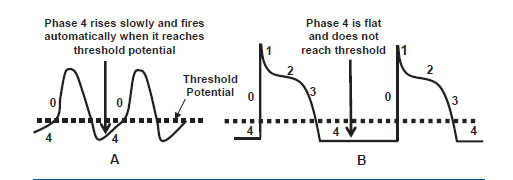 Phase 4 rises slowly and fires
automatically when it reaches
threshold potential
Phase 4 is flat
and does not
reach threshold
Threshold
Potential
0
0
4
4
A
1
2
3
0
4
4
1
2
3
0
4
B